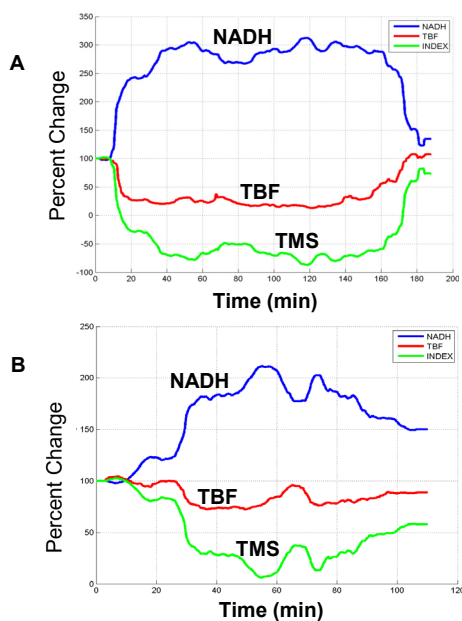 A
Percent Change
350
300
250
200
150
100
50
0
-50
-100
NADH
TBF
TMS
NADH
TBF
INDEX
0 20 40 60 80 100 120 140 160 180 200
Time (min)
B
Percent Change
250
200
150
100
50
0
NADH
TBF
TMS
NADH
TBF
INDEX
0 20 40 60 80 100 120
Time (min)